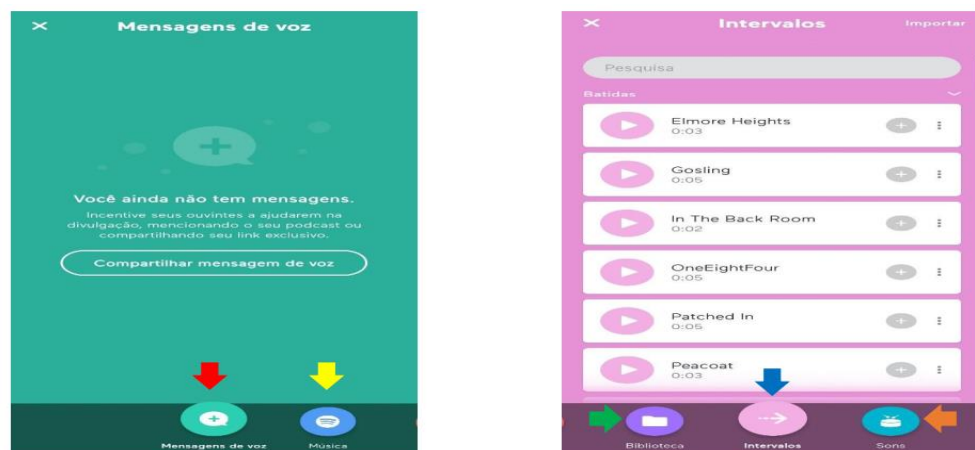 Mensagens de voz
Você ainda não tem mensagens.
Incentive seus ouvintes a ajudarem na
divulgação, mencionando o seu podcast ou
compartilhando seu link exclusivo.
Compartilhar mensagem de voz
Mensagens de voz
Música
Intervalos
Importar
Pesquisa
Batidas
Elmore Heights
0:03
Gosling
0:05
In The Back Room
0:02
OneEightFour
0:05
Patched In
0:05
Peacoat
0:03
Biblioteca
Intervalos
Sons